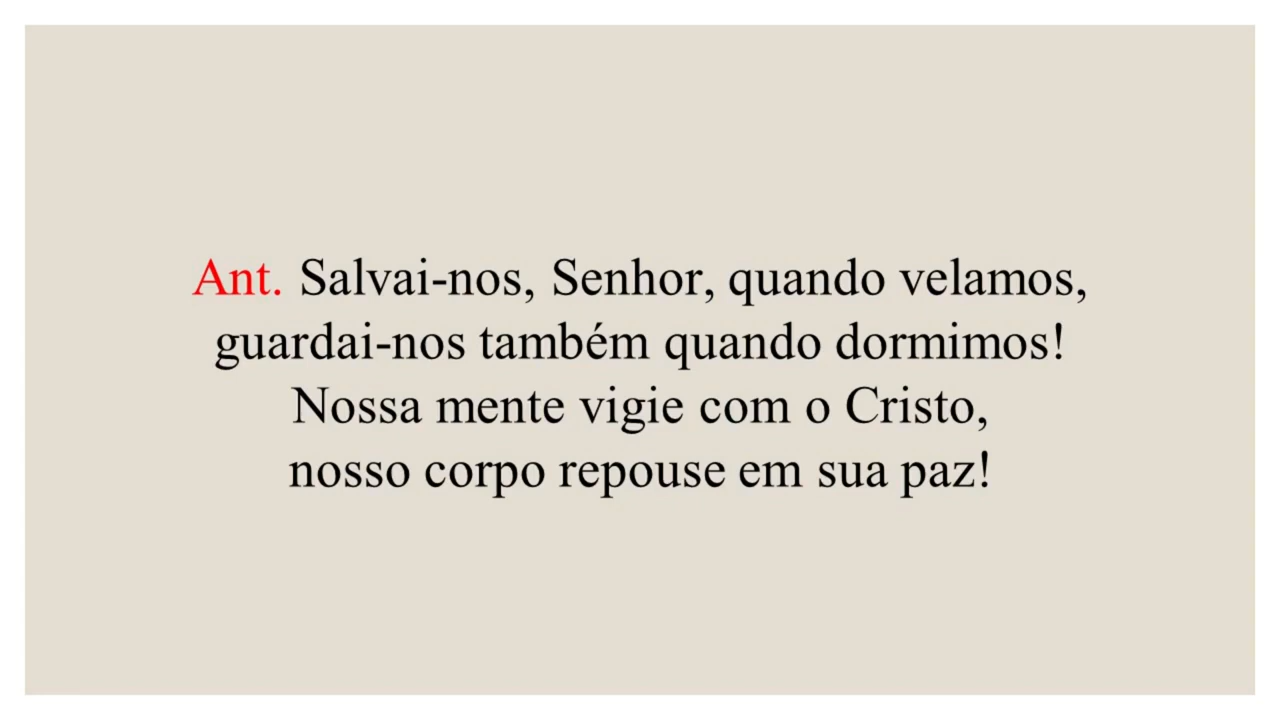 Ant. Salvai-nos, Senhor, quando velamos,
guardai-nos também quando dormimos!
Nossa mente vigie com o Cristo,
nosso corpo repouse em sua paz!